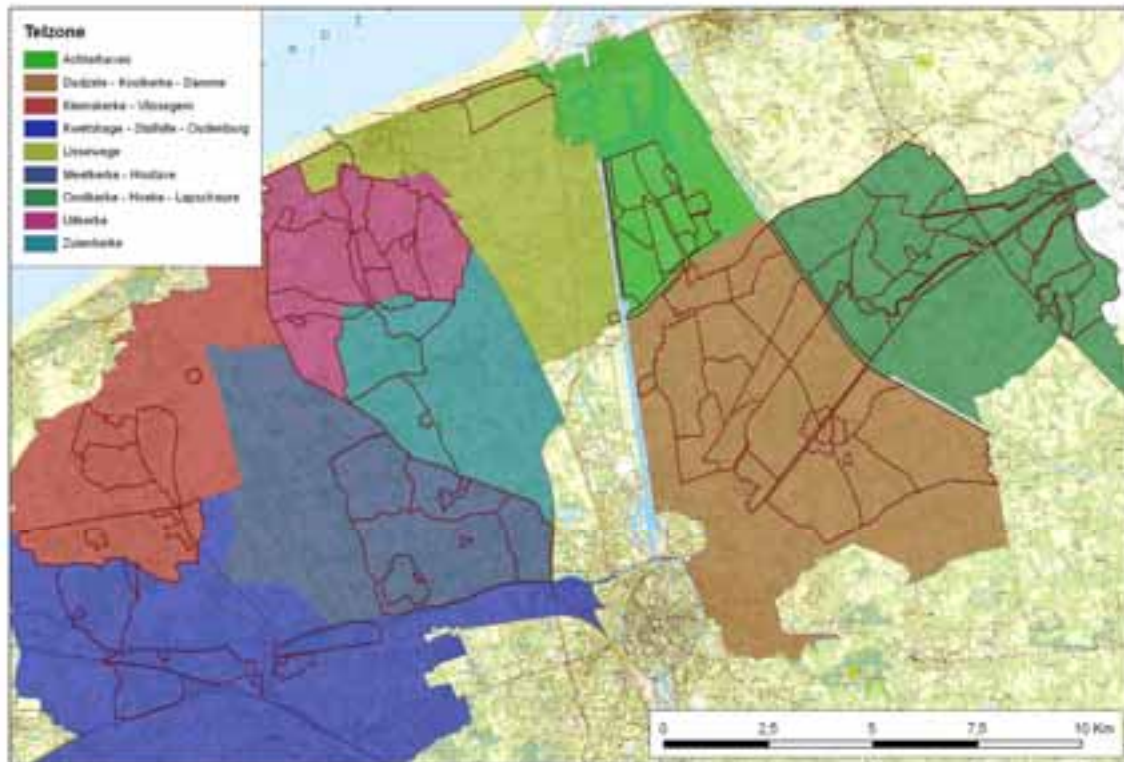 Telzone
Achterhaven
Dudzele - Koolkerke - Damme
Klemskerke - Vlissegem
Kwetshage - Stalhille - Oudenburg
Lissewege
Meetkerke - Houtave
Oostkerke - Hoeke - Lapscheure
Uitkerke
Zuienkerke
0 2,5 5 7,5 10 Km